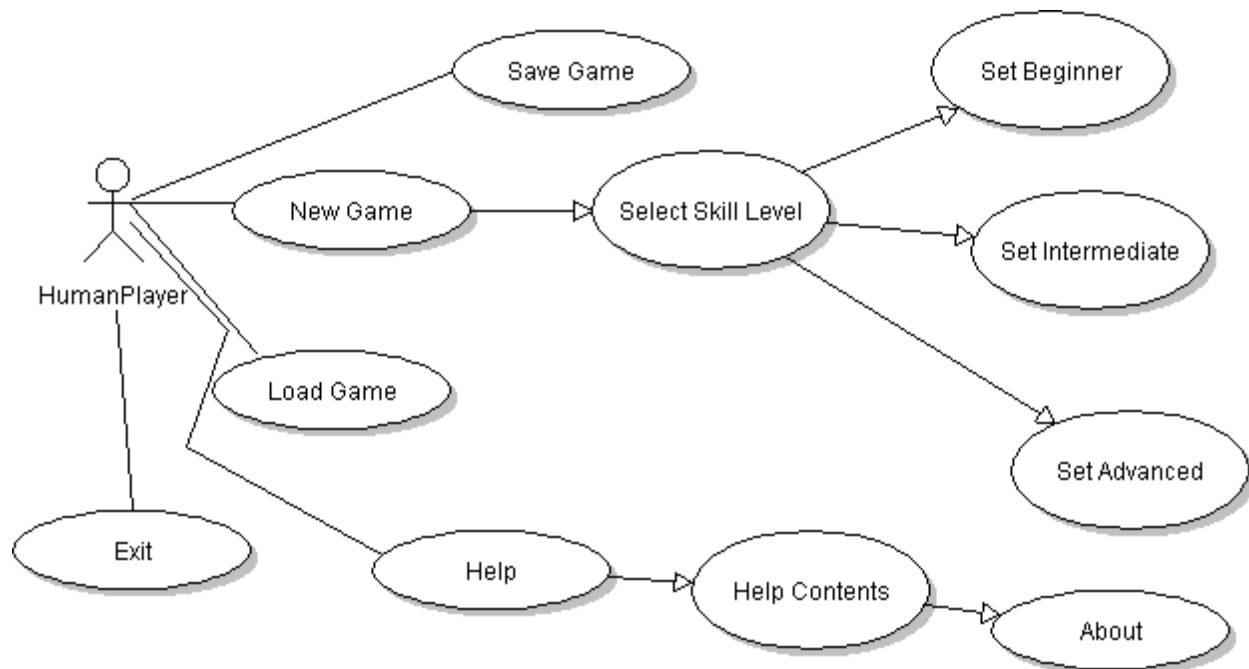 Save Game
Set Beginner
New Game
Select Skill Level
Set Intermediate
HumanPlayer
Load Game
Set Advanced
Exit
Help
Help Contents
About